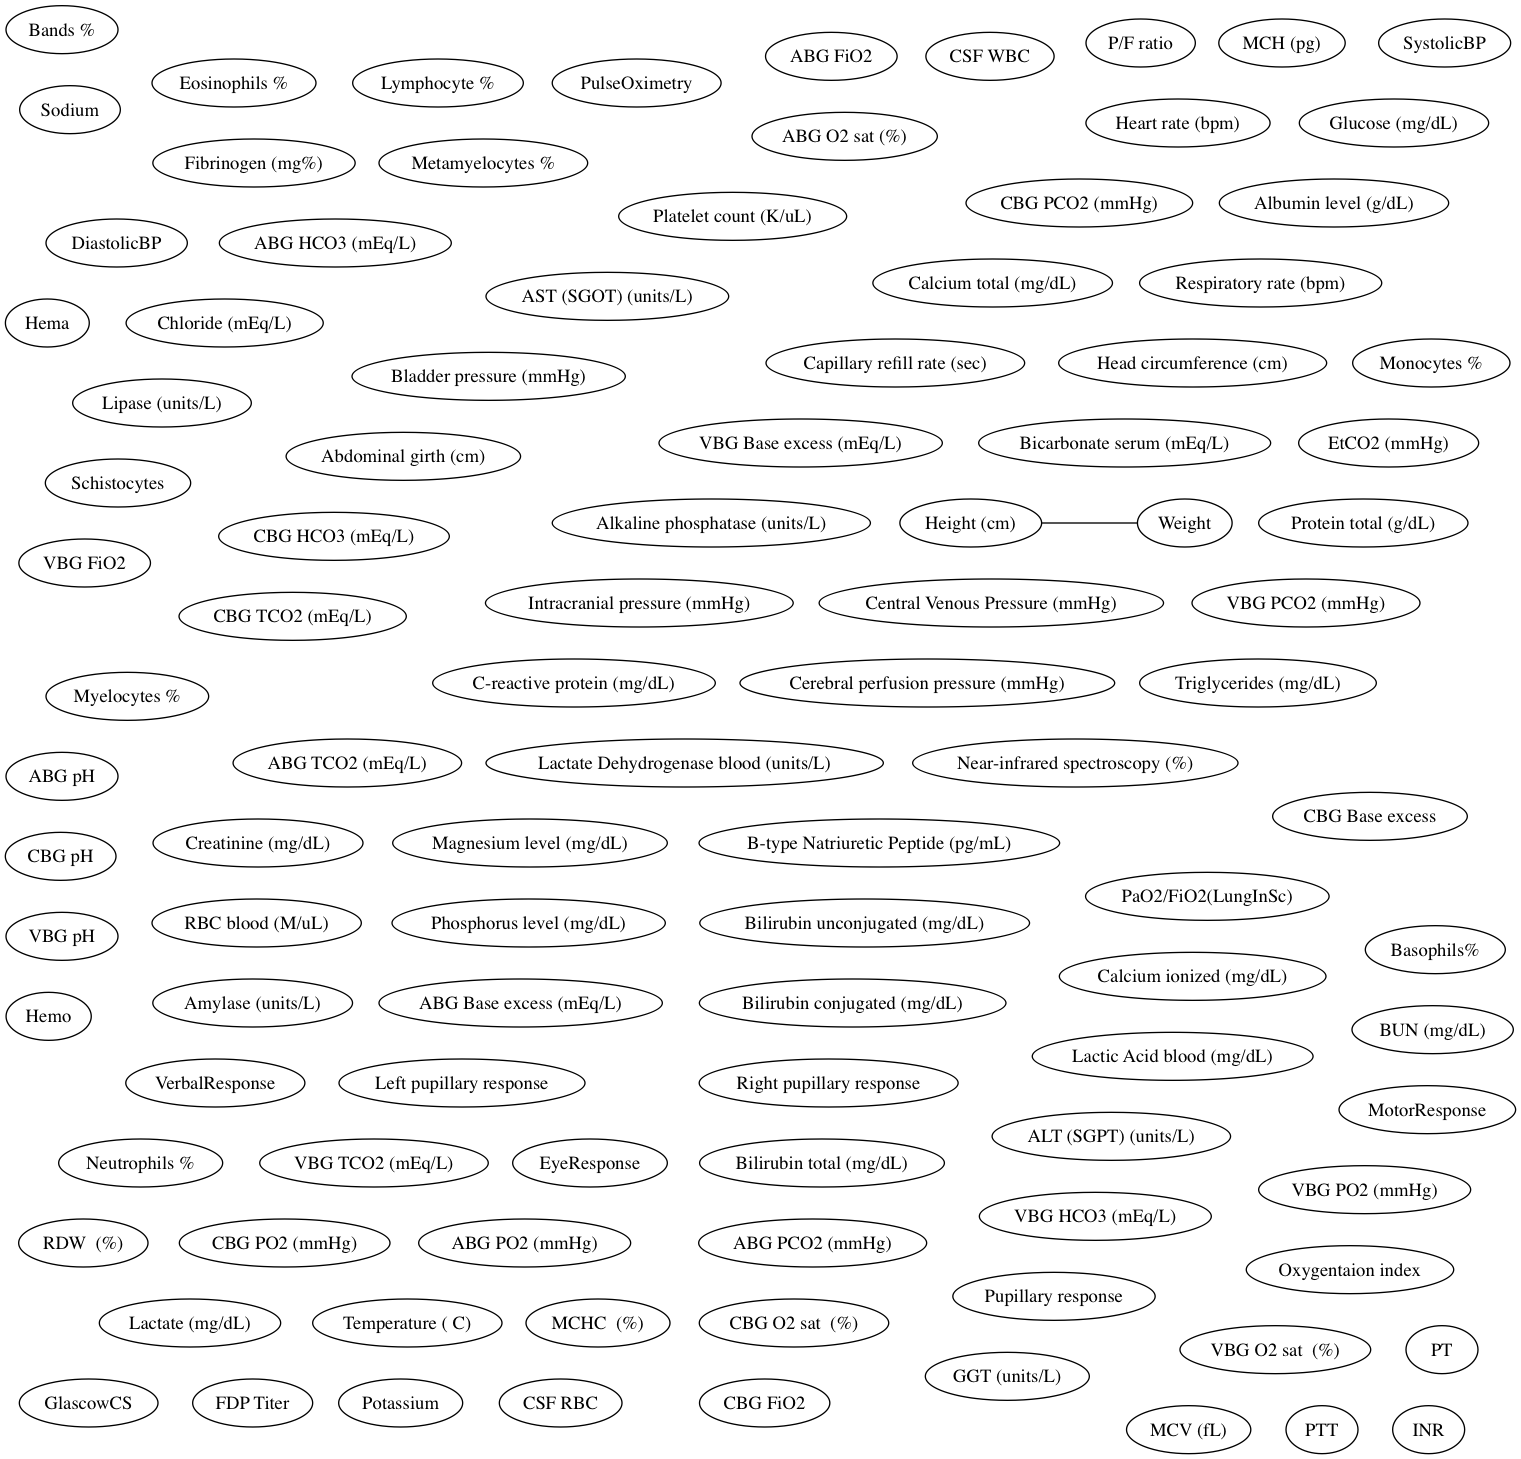 Bands %
ABG FiO2
CSF WBC
P/F ratio
MCH (pg)
SystolicBP
Eosinophils %
Lymphocyte %
PulseOximetry
Sodium
ABG O2 sat (%)
Heart rate (bpm)
Glucose (mg/dL)
Fibrinogen (mg%)
Metamyelocytes %
Platelet count (K/uL)
CBG PCO2 (mmHg)
Albumin level (g/dL)
DiastolicBP
ABG HCO3 (mEq/L)
AST (SGOT) (units/L)
Calcium total (mg/dL)
Respiratory rate (bpm)
Hema
Chloride (mEq/L)
Bladder pressure (mmHg)
Capillary refill rate (sec)
Head circumference (cm)
Monocytes %
Lipase (units/L)
Abdominal girth (cm)
VBG Base excess (mEq/L)
Bicarbonate serum (mEq/L)
EtCO2 (mmHg)
Schistocytes
CBG HCO3 (mEq/L)
Alkaline phosphatase (units/L)
Height (cm)
Weight
Protein total (g/dL)
VBG FiO2
CBG TCO2 (mEq/L)
Intracranial pressure (mmHg)
Central Venous Pressure (mmHg)
VBG PCO2 (mmHg)
Myelocytes %
C-reactive protein (mg/dL)
Cerebral perfusion pressure (mmHg)
Triglycerides (mg/dL)
ABG pH
ABG TCO2 (mEq/L)
Lactate Dehydrogenase blood (units/L)
Near-infrared spectroscopy (%)
CBG Base excess
CBG pH
Creatinine (mg/dL)
Magnesium level (mg/dL)
B-type Natriuretic Peptide (pg/mL)
PaO2/FiO2(LungInSc)
VBG pH
RBC blood (M/uL)
Phosphorus level (mg/dL)
Bilirubin unconjugated (mg/dL)
Basophils%
Calcium ionized (mg/dL)
Hemo
Amylase (units/L)
ABG Base excess (mEq/L)
Bilirubin conjugated (mg/dL)
BUN (mg/dL)
Lactic Acid blood (mg/dL)
VerbalResponse
Left pupillary response
Right pupillary response
MotorResponse
ALT (SGPT) (units/L)
Neutrophils %
VBG TCO2 (mEq/L)
EyeResponse
Bilirubin total (mg/dL)
VBG PO2 (mmHg)
VBG HCO3 (mEq/L)
RDW  (%)
CBG PO2 (mmHg)
ABG PO2 (mmHg)
ABG PCO2 (mmHg)
Oxygentaion index
Pupillary response
Lactate (mg/dL)
Temperature ( C)
MCHC  (%)
CBG O2 sat  (%)
VBG O2 sat  (%)
PT
GGT (units/L)
GlascowCS
FDP Titer
Potassium
CSF RBC
CBG FiO2
MCV (fL)
PTT
INR